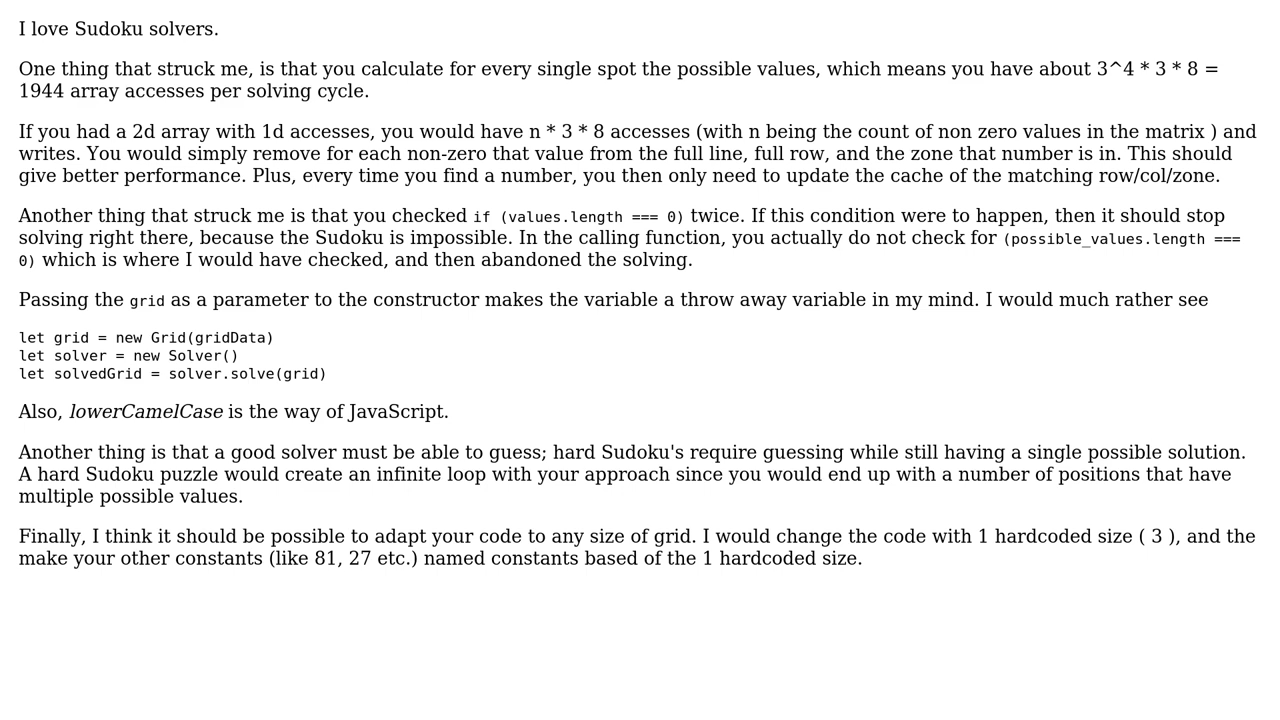 I love Sudoku solvers.
One thing that struck me, is that you calculate for every single spot the possible values, which means you have about 3^4 * 3 * 8 =
1944 array accesses per solving cycle.
If you had a 2d array with 1d accesses, you would have n * 3 * 8 accesses (with n being the count of non zero values in the matrix ) and
writes. You would simply remove for each non-zero that value from the full line, full row, and the zone that number is in. This should
give better performance. Plus, every time you find a number, you then only need to update the cache of the matching row/col/zone.
Another thing that struck me is that you checked if (values.length === 0) twice. If this condition were to happen, then it should stop
solving right there, because the Sudoku is impossible. In the calling function, you actually do not check for (possible_values.length ===
0) which is where I would have checked, and then abandoned the solving.
Passing the grid as a parameter to the constructor makes the variable a throw away variable in my mind. I would much rather see
let grid = new Grid(gridData)
let solver = new Solver()
let solvedGrid = solver.solve(grid)
Also, lowerCamelCase is the way of JavaScript.
Another thing is that a good solver must be able to guess; hard Sudoku's require guessing while still having a single possible solution.
A hard Sudoku puzzle would create an infinite loop with your approach since you would end up with a number of positions that have
multiple possible values.
Finally, I think it should be possible to adapt your code to any size of grid. I would change the code with 1 hardcoded size ( 3 ), and the
make your other constants (like 81, 27 etc.) named constants based of the 1 hardcoded size.